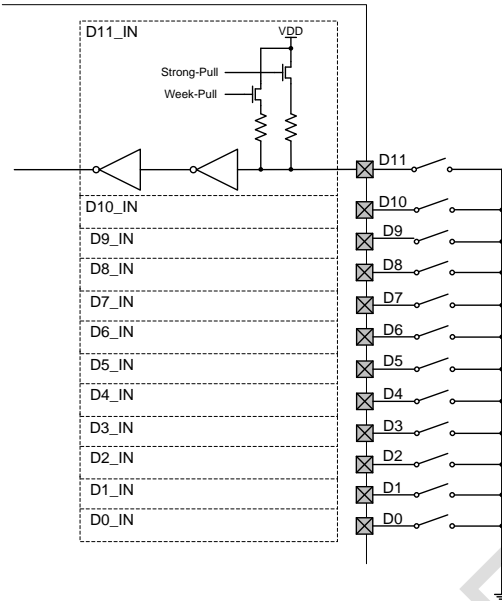 D11_IN
VDD
Strong-Pull
Week-Pull
D11
D10_IN
D10
D9_IN
D9
D8_IN
D8
D7_IN
D7
D6_IN
D6
D5_IN
D5
D4_IN
D4
D3_IN
D3
D2_IN
D2
D1_IN
D1
D0_IN
D0